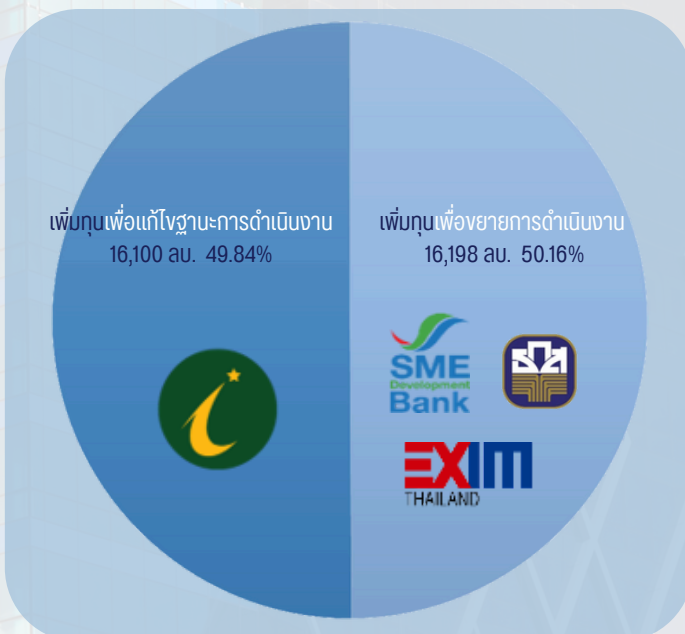 เพิ่มทุนเพื่อแก้ไขฐานะการดำเนินงาน
16,100 ลบ. 49.84%
เพิ่มทุนเพื่อขยายการดำเนินงาน
16,198 ลบ. 50.16%
SME
Development
Bank
ธกส
EXIM
THAILAND